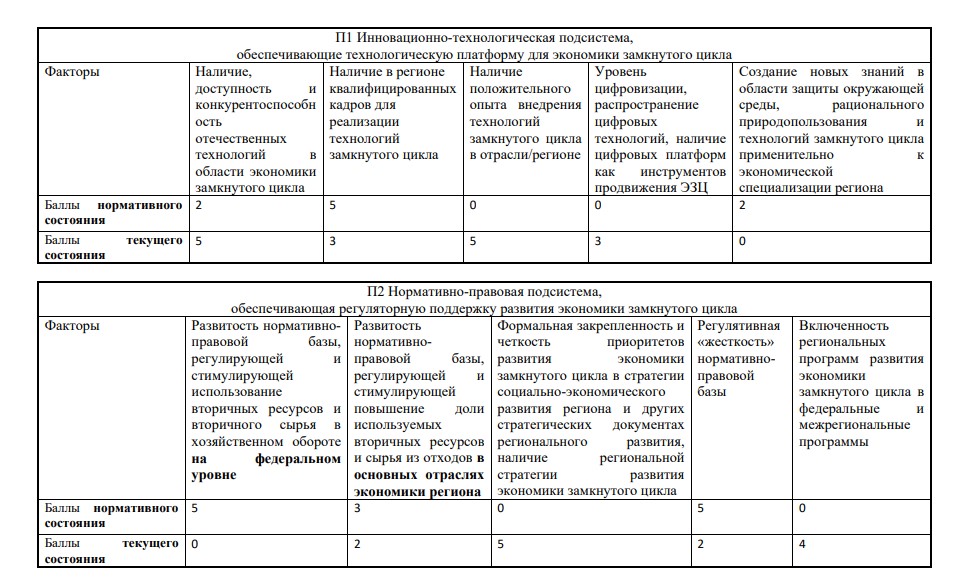 П1 Инновационно-технологическая подсистема,
обеспечивающие технологическую платформу для экономики замкнутого цикла
Факторы
Наличие,
доступность и
конкурентоспособн
ость
отечественных
технологий в
области экономики
замкнутого цикла
Наличие в регионе
квалифицированных
кадров для
реализации
технологий
замкнутого цикла
Наличие
положительного
опыта внедрения
технологий
замкнутого цикла
в отрасли/регионе
Уровень
цифровизации,
распространение
цифровых
технологий, наличие
цифровых платформ
как инструментов
продвижения ЭЗЦ
Создание новых знаний в
области защиты окружающей
среды, рационального
природопользования и
технологий замкнутого цикла
применительно к
экономической
специализации региона
Баллы нормативного
состояния
2
5
0
0
2
Баллы текущего
состояния
5
3
5
3
0
П2 Нормативно-правовая подсистема,
обеспечивающая регуляторную поддержку развития экономики замкнутого цикла
Факторы
Развитость нормативно-
правовой базы,
регулирующей и
стимулирующей
использование
вторичных ресурсов и
вторичного сырья в
хозяйственном обороте
на федеральном
уровне
Развитость
нормативно-
правовой базы,
регулирующей и
стимулирующей
повышение доли
используемых
вторичных ресурсов
и сырья из отходов в
основных отраслях
экономики региона
Формальная закрепленность и
четкость приоритетов
развития экономики
замкнутого цикла в стратегии
социально-экономического
развития региона и других
стратегических документах
регионального развития,
наличие региональной
стратегии развития
экономики замкнутого цикла
Регулятивная
«жесткость»
нормативно-
правовой
базы
Включенность
региональных
программ развития
экономики
замкнутого цикла в
федеральные и
межрегиональные
программы
Баллы нормативного
состояния
5
3
0
5
0
Баллы текущего
состояния
0
2
5
2
4